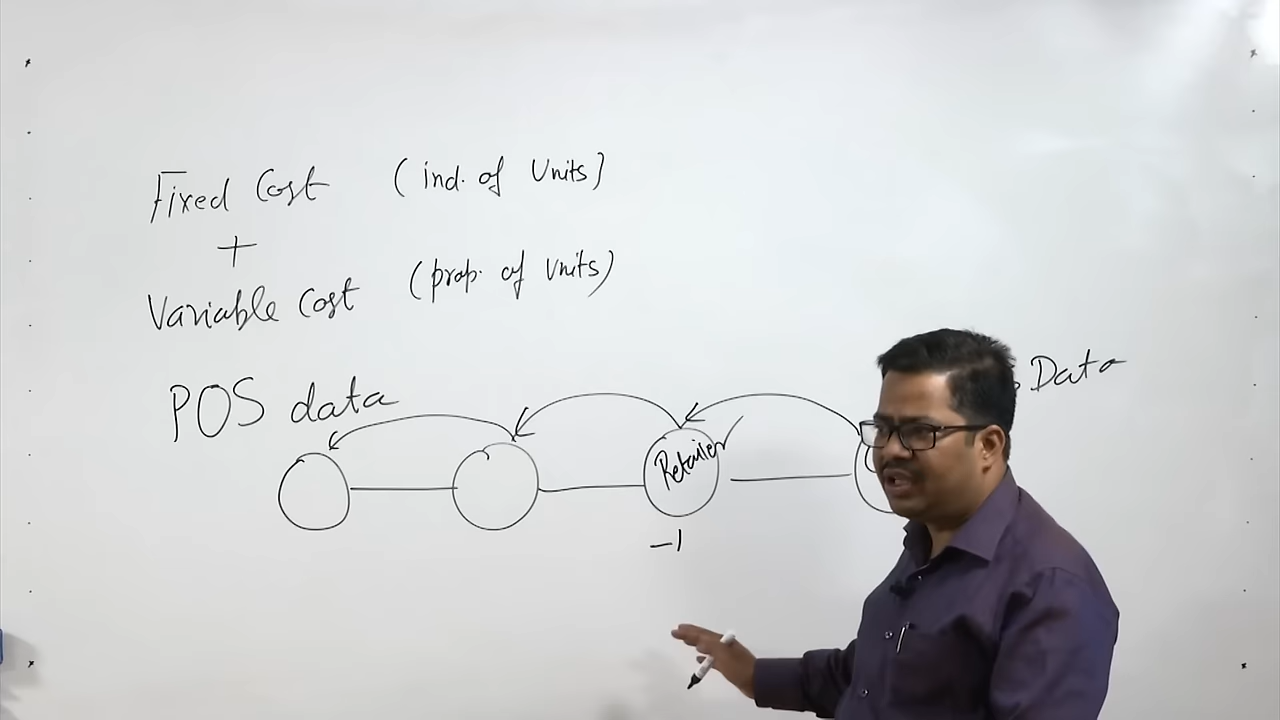 Fixed Cost (ind. of Units)
+
Variable Cost (prop. of Units)
Data
POS data
Retailer
-1